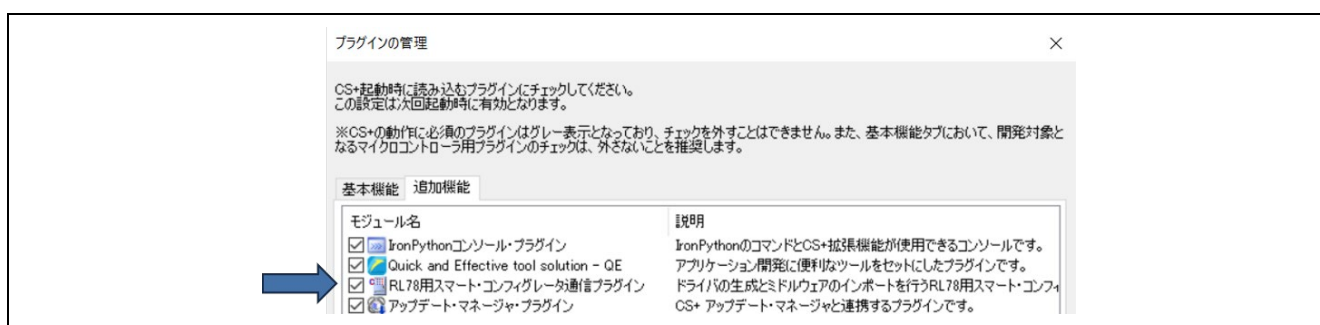 プラグインの管理
CS+起動時に読み込むプラグインにチェックしてください。
この設定は次回起動時に有効となります。
※CS+の動作に必須のプラグインはグレー表示となっており、チェックを外すことはできません。また、基本機能タブにおいて、開発対象と
なるマイクロコントローラ用プラグインのチェックは、外さないことを推奨します。
基本機能 追加機能
モジュール名 説明
IronPythonコンソール・プラグイン IronPythonのコマンドとCS+拡張機能が使用できるコンソールです。
Quick and Effective tool solution - QE アプリケーション開発に便利なツールをセットにしたプラグインです。
RL78用スマート・コンフィグレータ通信プラグイン ドライバの生成とミドルウェアのインポートを行うRL78用スマート・コンフィ
アップデート・マネージャ・プラグイン CS+ アップデート・マネージャと連携するプラグインです。